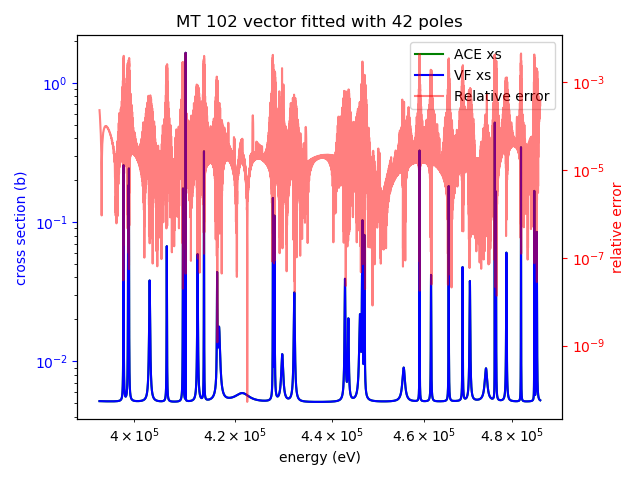 MT 102 vector fitted with 42 poles
ACE xs
VF xs
Relative error
10⁰
10⁻¹
10⁻²
cross section (b)
10⁻³
10⁻⁵
10⁻⁷
10⁻⁹
relative error
4 × 10⁵ 4.2 × 10⁵ 4.4 × 10⁵ 4.6 × 10⁵ 4.8 × 10⁵
energy (eV)